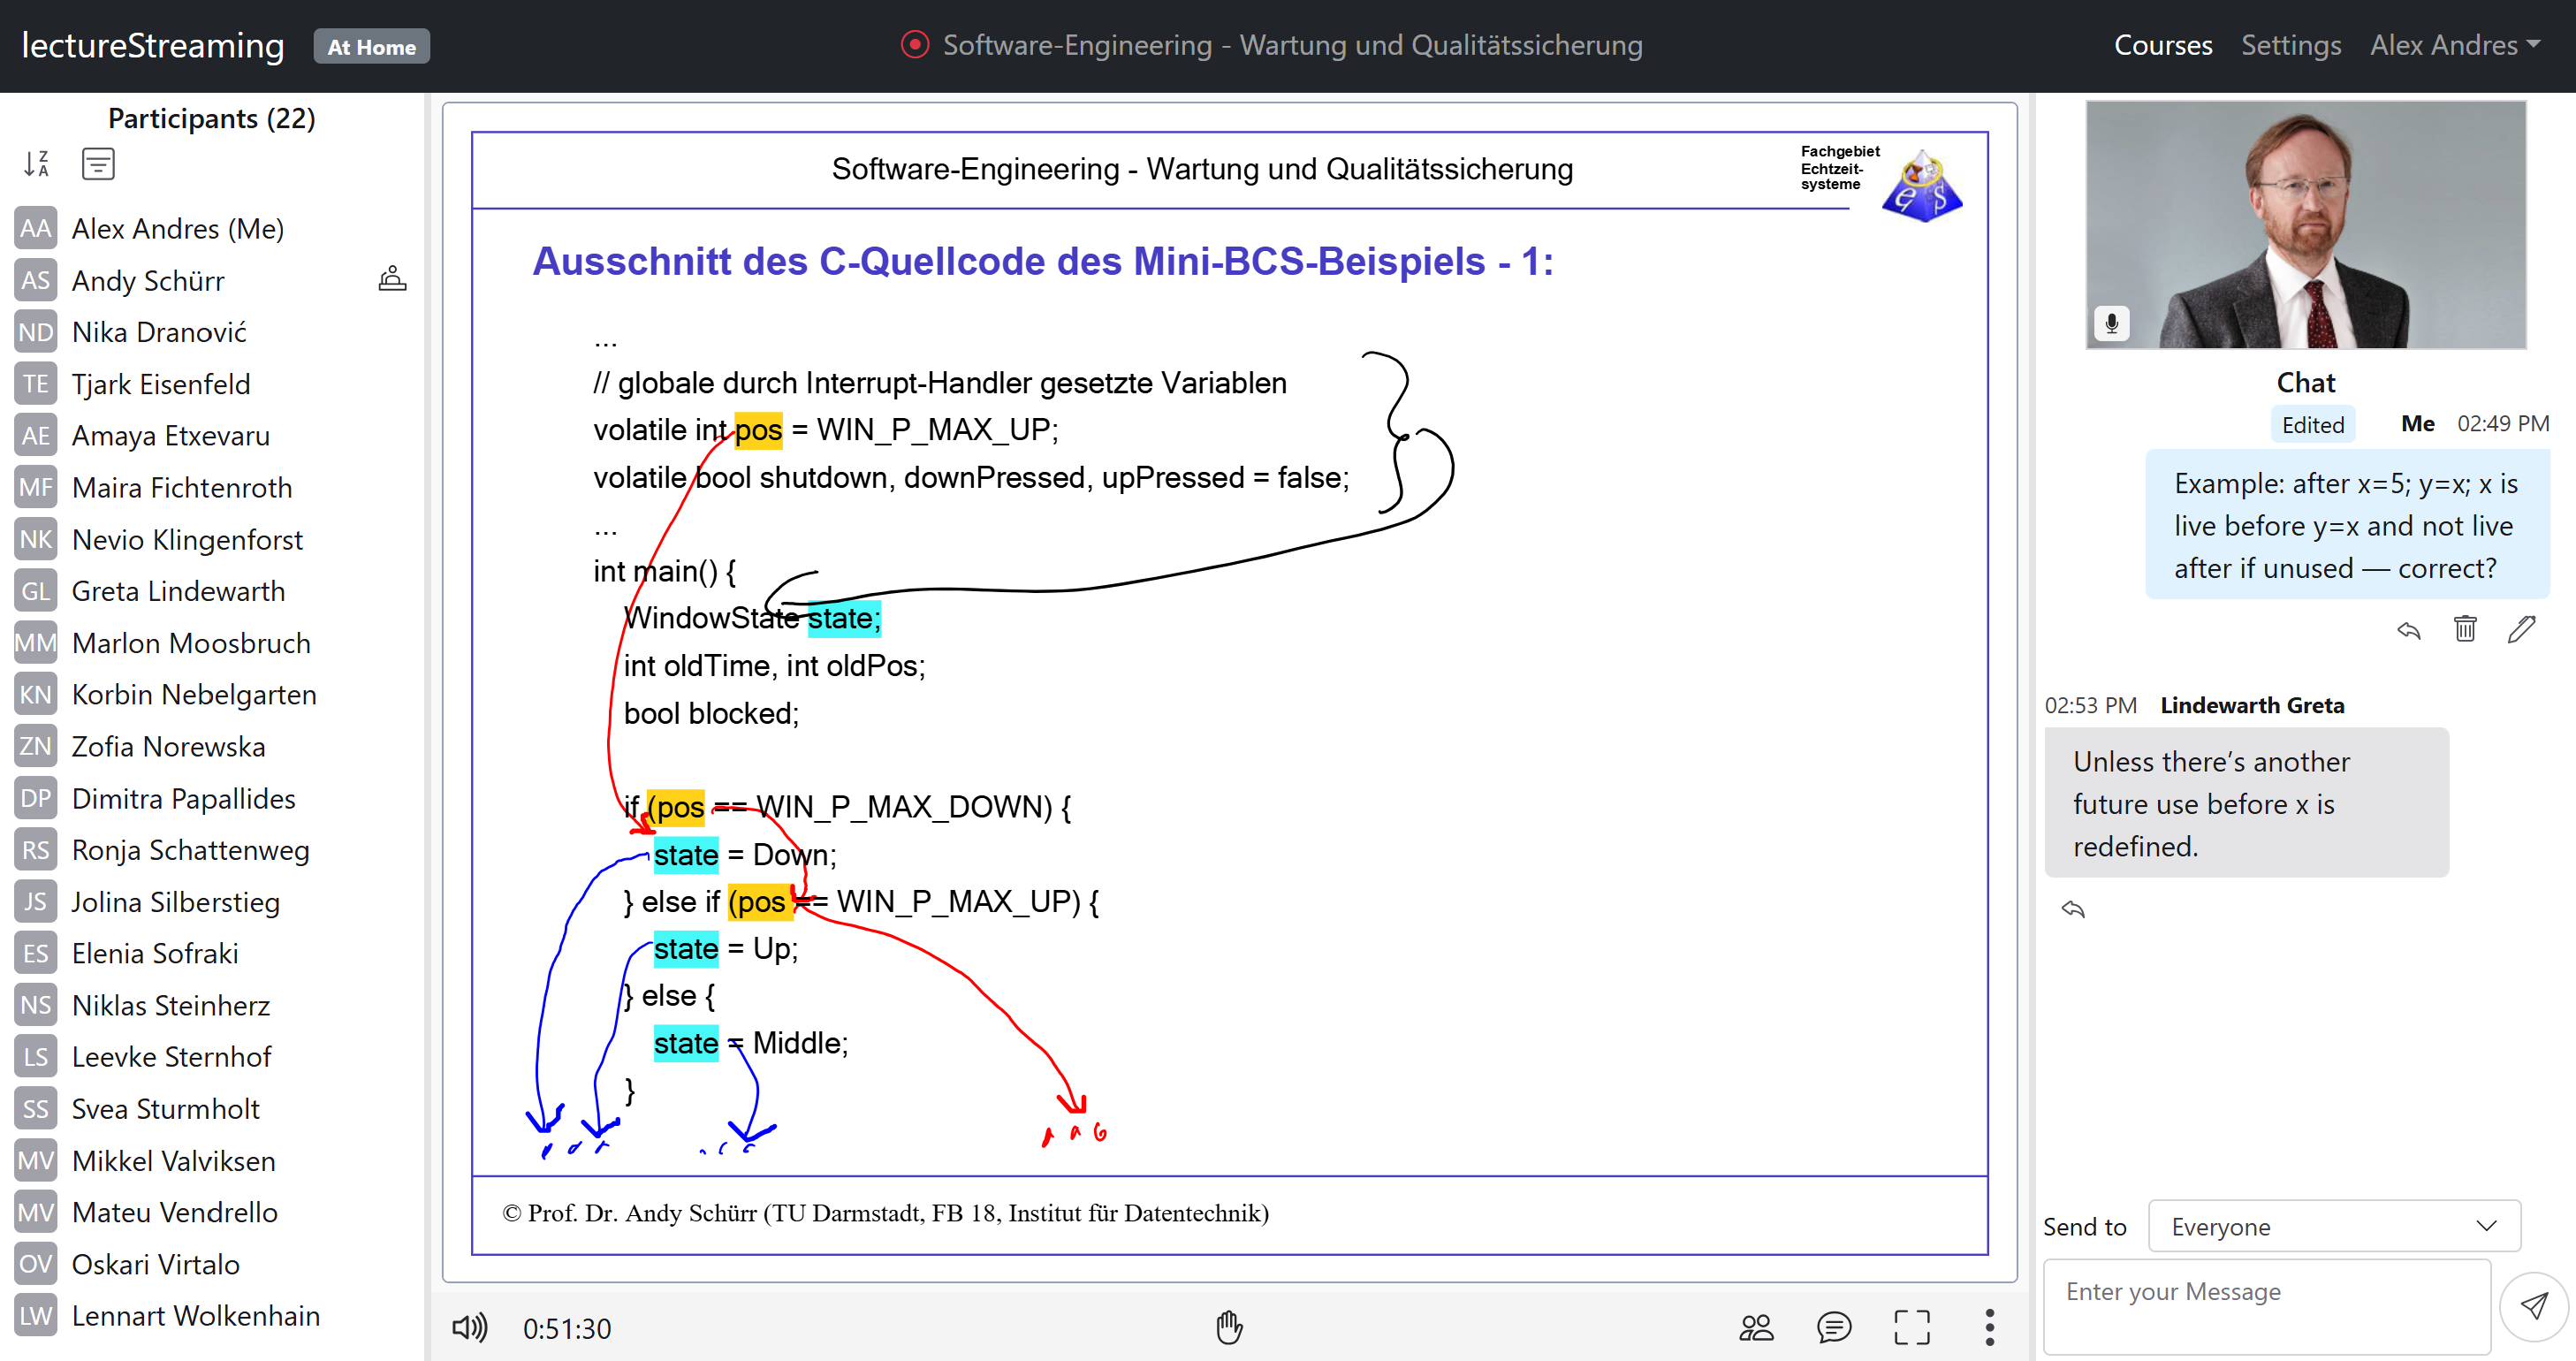 lectureStreaming At Home Software-Engineering - Wartung und Qualitätssicherung Courses Settings Alex Andres
Participants (22)
AA Alex Andres (Me)
AS Andy Schürr
ND Nika Dranović
TE Tjark Eisenfeld
AE Amaya Etxevaru
MF Maira Fichtenroth
NK Nevio Klingenforst
GL Greta Lindewarth
MM Marlon Moosbruch
KN Korbin Nebelgarten
ZN Zofia Norewska
DP Dimitra Papallides
RS Ronja Schattenweg
JS Jolina Silberstieg
ES Elenia Sofraki
NS Niklas Steinherz
LS Leevke Sternhof
SS Svea Sturmholt
MV Mikkel Valviksen
MV Mateu Vendrello
OV Oskari Virtalo
LW Lennart Wolkenhain
Software-Engineering - Wartung und Qualitätssicherung
Fachgebiet
Echtzeit-
systeme
Ausschnitt des C-Quellcode des Mini-BCS-Beispiels - 1:
...
// globale durch Interrupt-Handler gesetzte Variablen
volatile int pos = WIN_P_MAX_UP;
volatile bool shutdown, downPressed, upPressed = false;
...
int main() {
WindowState state;
int oldTime, int oldPos;
bool blocked;
if (pos == WIN_P_MAX_DOWN) {
state = Down;
} else if (pos == WIN_P_MAX_UP) {
state = Up;
} else {
state = Middle;
}
© Prof. Dr. Andy Schürr (TU Darmstadt, FB 18, Institut für Datentechnik)
0:51:30
Chat
Edited Me 02:49 PM
Example: after x=5; y=x; x is
live before y=x and not live
after if unused — correct?
02:53 PM Lindewarth Greta
Unless there’s another
future use before x is
redefined.
Send to Everyone
Enter your Message